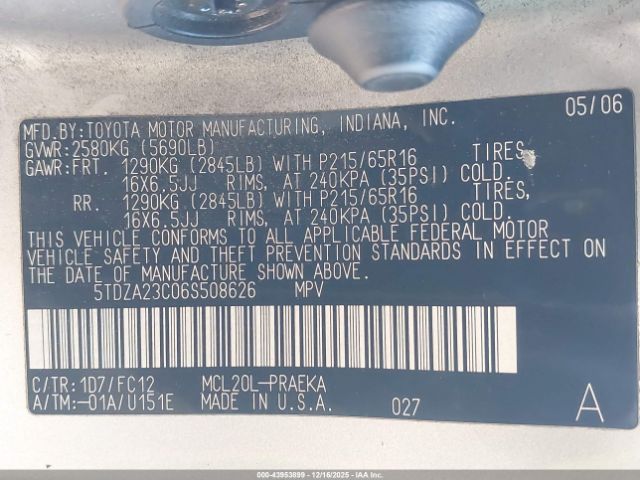 MFD.BY:TOYOTA MOTOR MANUFACTURING, INDIANA, INC. 05/06
GVWR:2580KG (5690LB)
GAWR:FRT. 1290KG (2845LB) WITH P215/65R16 TIRES,
16X6.5JJ RIMS, AT 240KPA (35PSI) COLD.
RR. 1290KG (2845LB) WITH P215/65R16 TIRES,
16X6.5JJ RIMS, AT 240KPA (35PSI) COLD.
THIS VEHICLE CONFORMS TO ALL APPLICABLE FEDERAL MOTOR
VEHICLE SAFETY AND THEFT PREVENTION STANDARDS IN EFFECT ON
THE DATE OF MANUFACTURE SHOWN ABOVE.
5TDZA23C06S508626 MPV
C/TR:1D7/FC12 MCL20L-PRAEKA
A/TM:-01A/U151E MADE IN U.S.A. 027 A
000-43953899 - 12/16/2025 - IAAI.COM